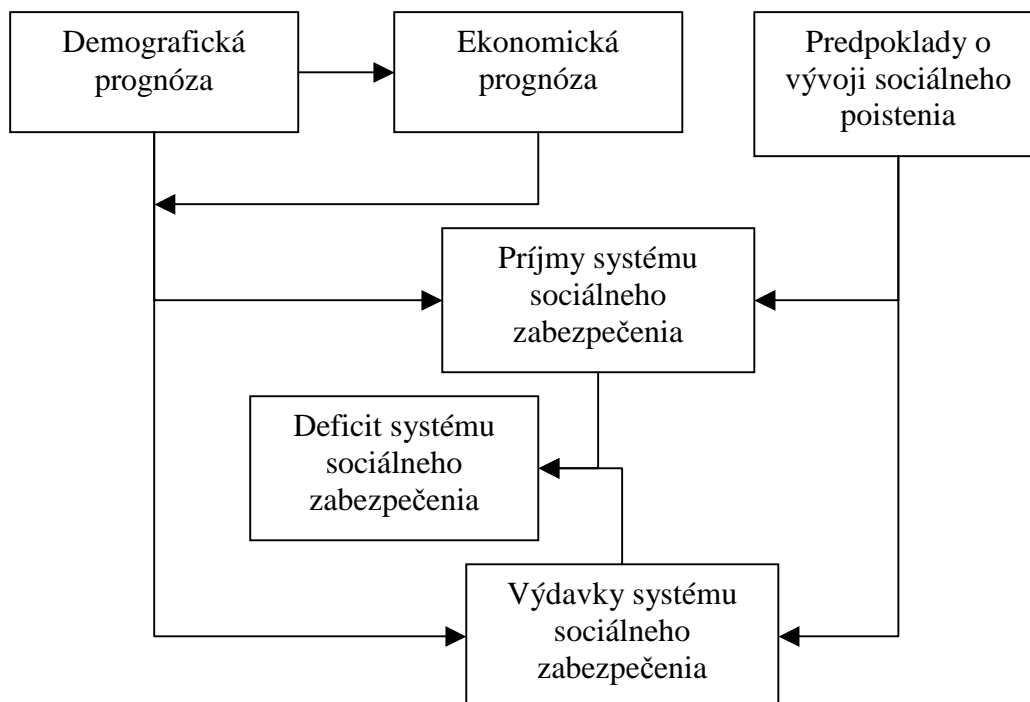 Demografická
prognóza
Ekonomická
prognóza
Predpoklady o
vývoji sociálneho
poistenia
Príjmy systému
sociálneho
zabezpečenia
Deficit systému
sociálneho
zabezpečenia
Výdavky systému
sociálneho
zabezpečenia